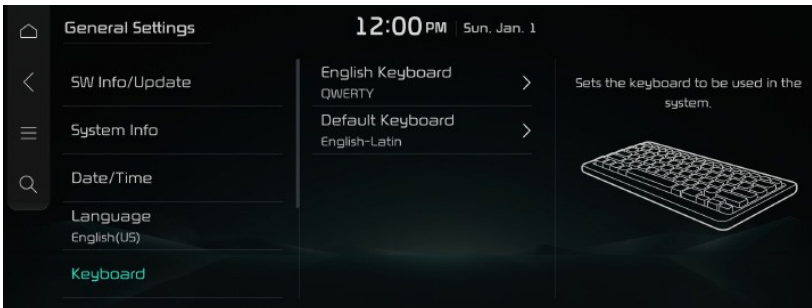 General Settings
12:00 PM Sun, Jan. 1
SW Info/Update
System Info
Date/Time
Language
English(US)
Keyboard
English Keyboard
QWERTY
Default Keyboard
English-Latin
Sets the keyboard to be used in the
system.